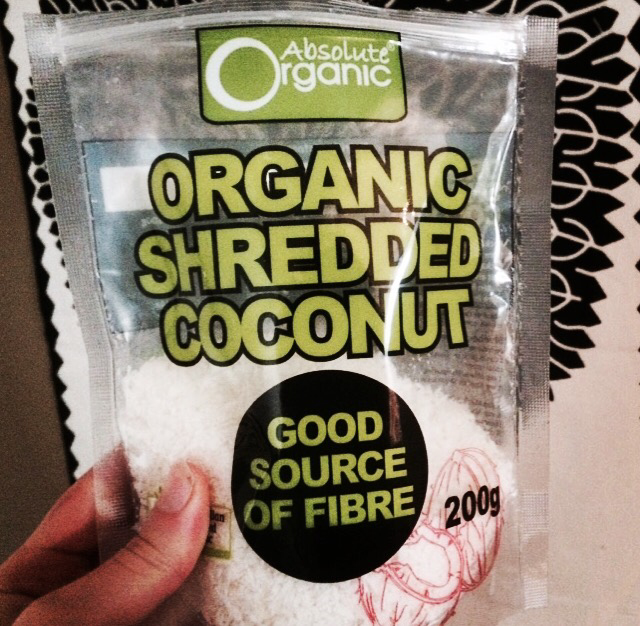 Absolute
Organic
ORGANIC
SHREDDED
COCONUT
GOOD
SOURCE
OF FIBRE
200g